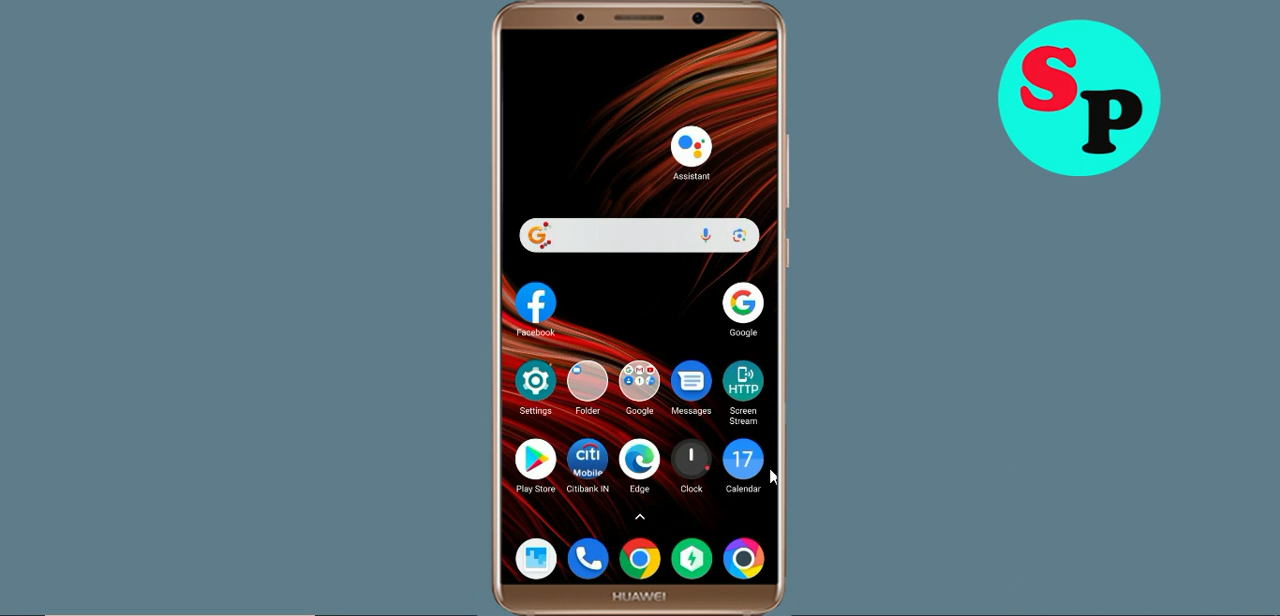 SP
Assistant
G
Facebook
Google
HTTP
Settings
Folder
Google
Messages
Screen
Stream
citi
Mobile
17
Play Store
Citibank IN
Edge
Clock
Calendar
HUAWEI